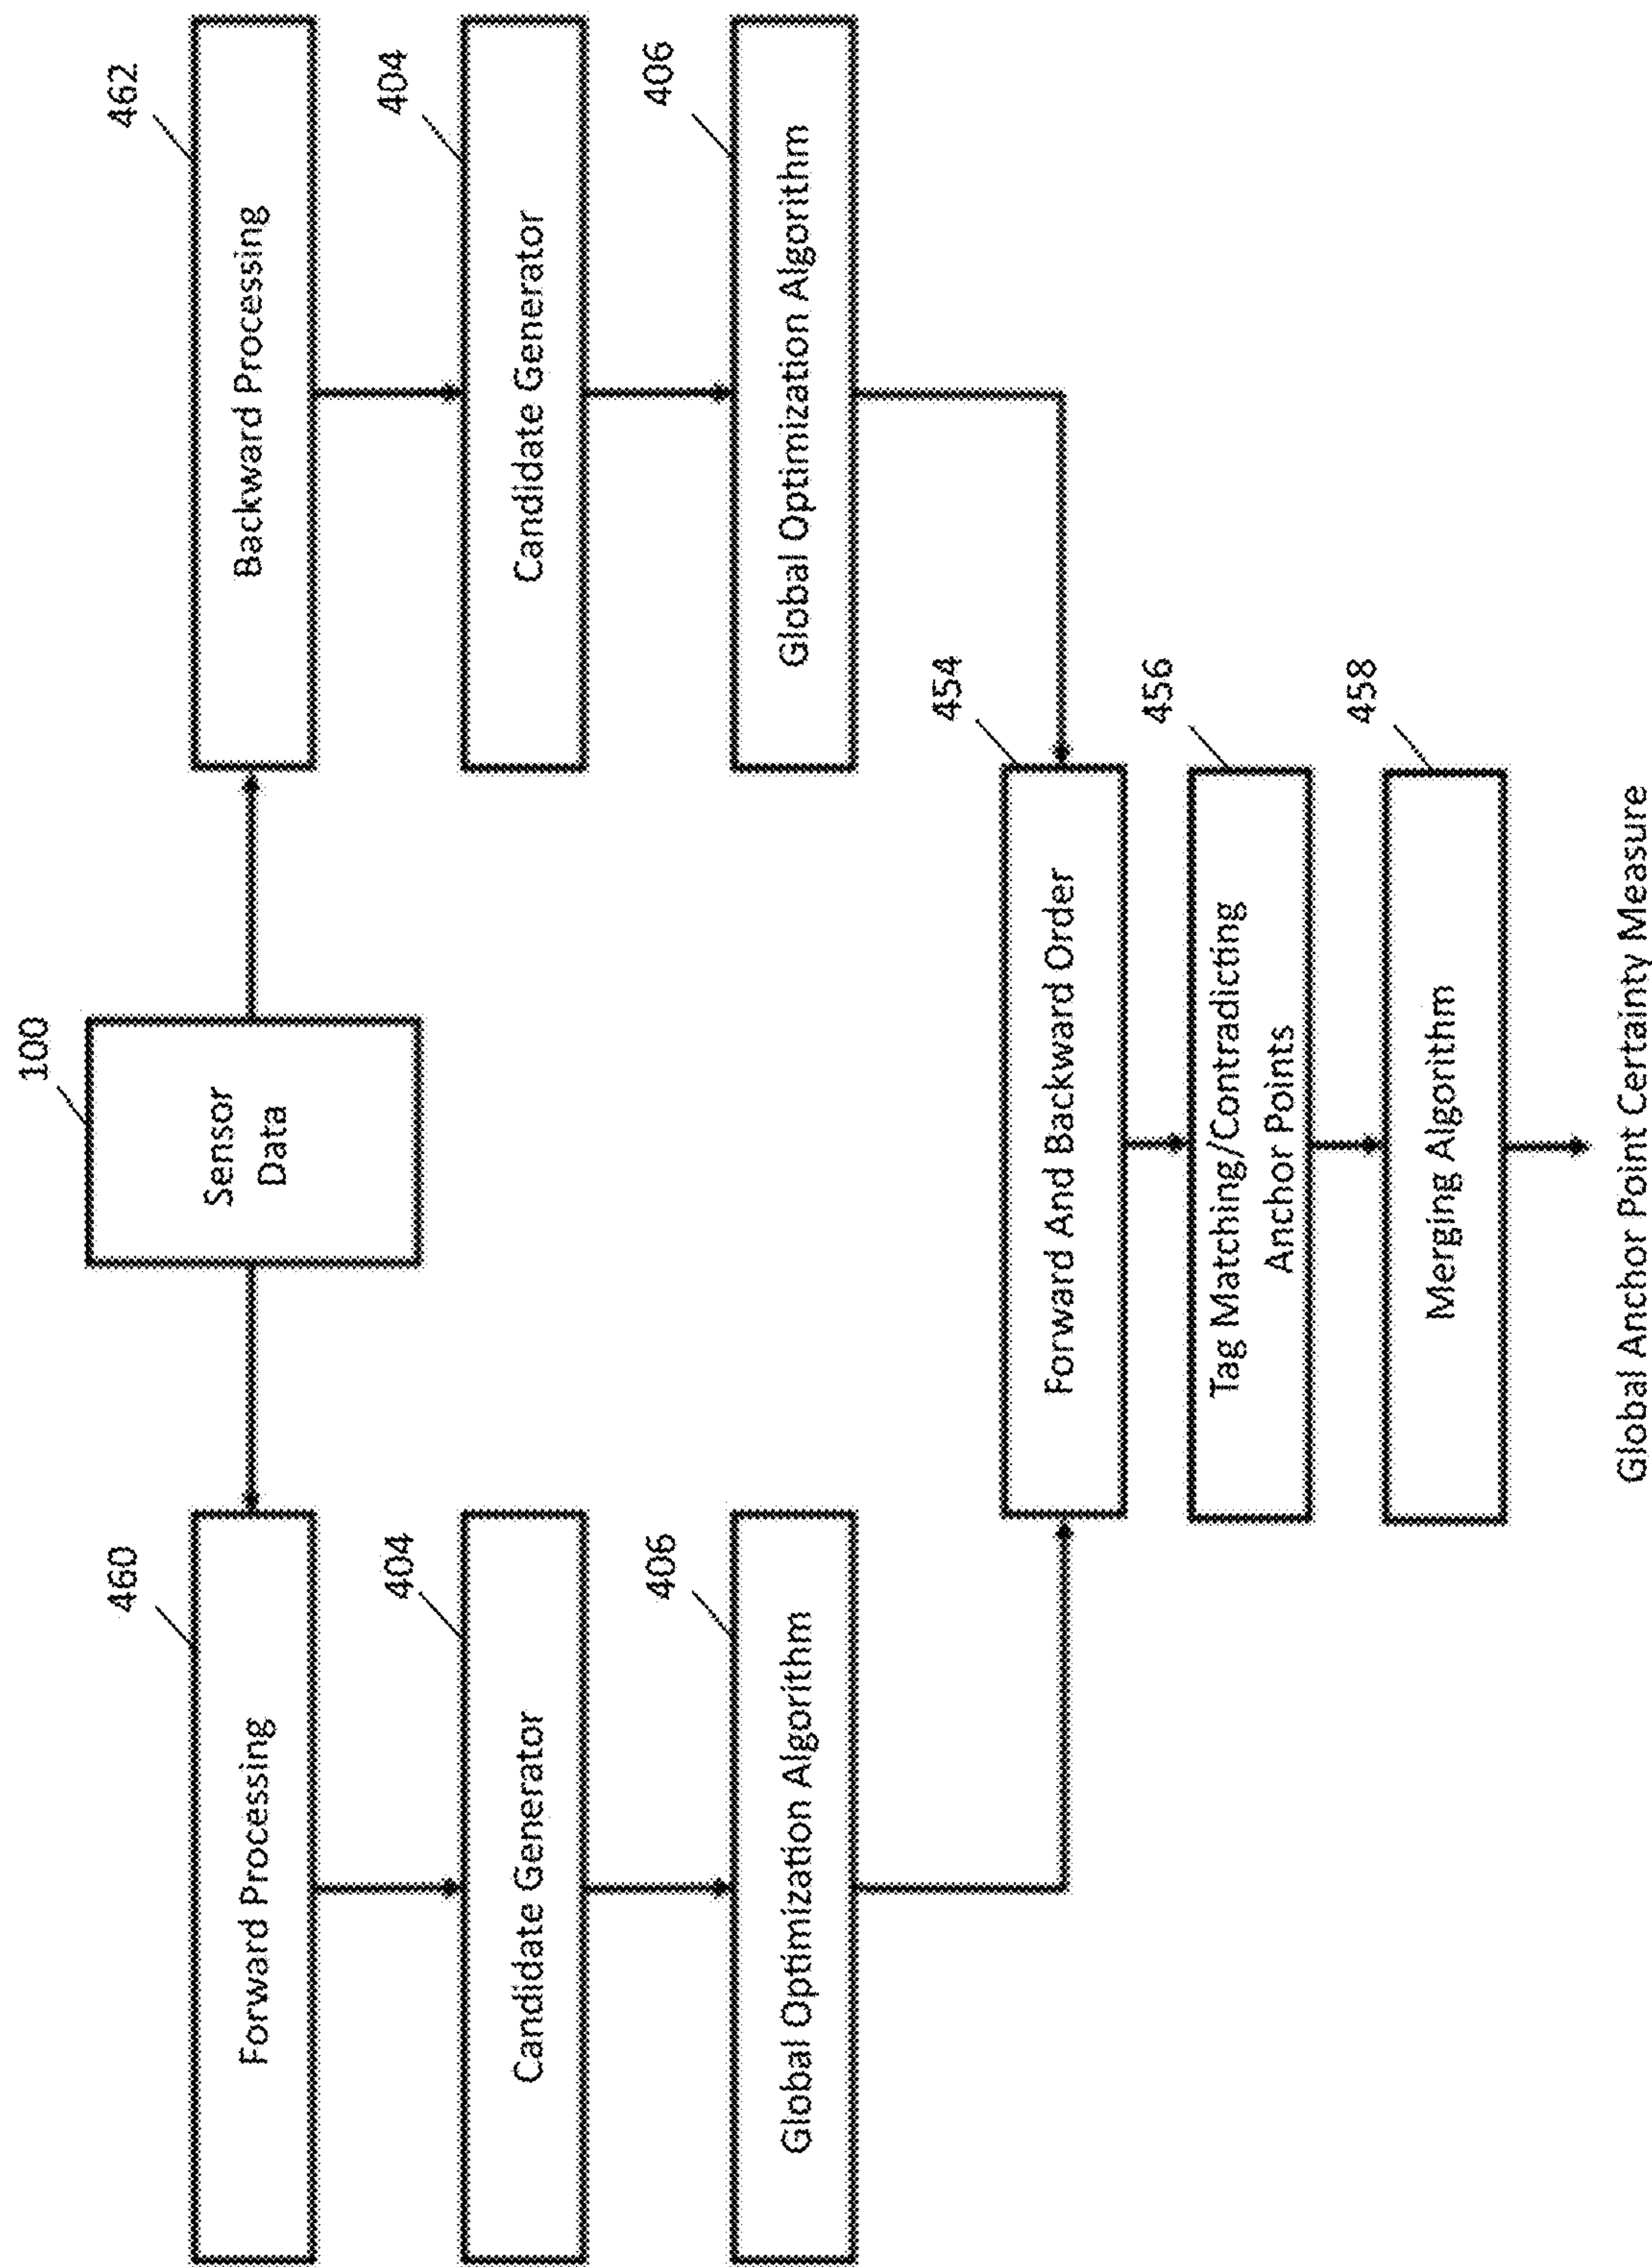 100
Sensor
Data
460
Forward Processing
462
Backward Processing
404
Candidate Generator
404
Candidate Generator
406
Global Optimization Algorithm
406
Global Optimization Algorithm
454
Forward And Backward Order
456
Tag Matching/Contradicting
Anchor Points
458
Merging Algorithm
Global Anchor Point Certainty Measure